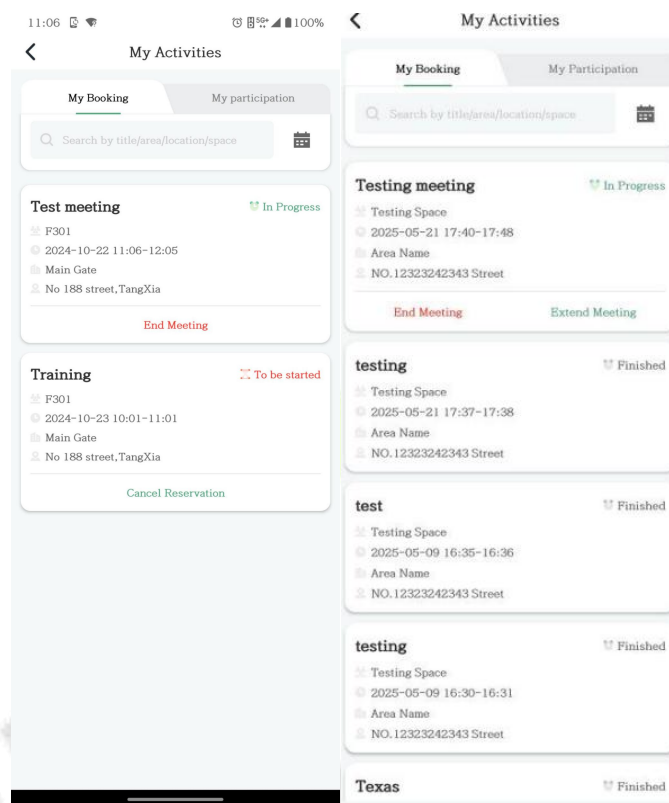 11:06
5G+
100%
My Activities
My Booking
My participation
Search by title/area/location/space
Test meeting
In Progress
F301
2024-10-22 11:06-12:05
Main Gate
No 188 street,TangXia
End Meeting
Training
To be started
F301
2024-10-23 10:01-11:01
Main Gate
No 188 street,TangXia
Cancel Reservation
My Activities
My Booking
My Participation
Search by title/area/location/space
Testing meeting
In Progress
Testing Space
2025-05-21 17:40-17:48
Area Name
NO.12323242343 Street
End Meeting
Extend Meeting
testing
Finished
Testing Space
2025-05-21 17:37-17:38
Area Name
NO.12323242343 Street
test
Finished
Testing Space
2025-05-09 16:35-16:36
Area Name
NO.12323242343 Street
testing
Finished
Testing Space
2025-05-09 16:30-16:31
Area Name
NO.12323242343 Street
Texas
Finished